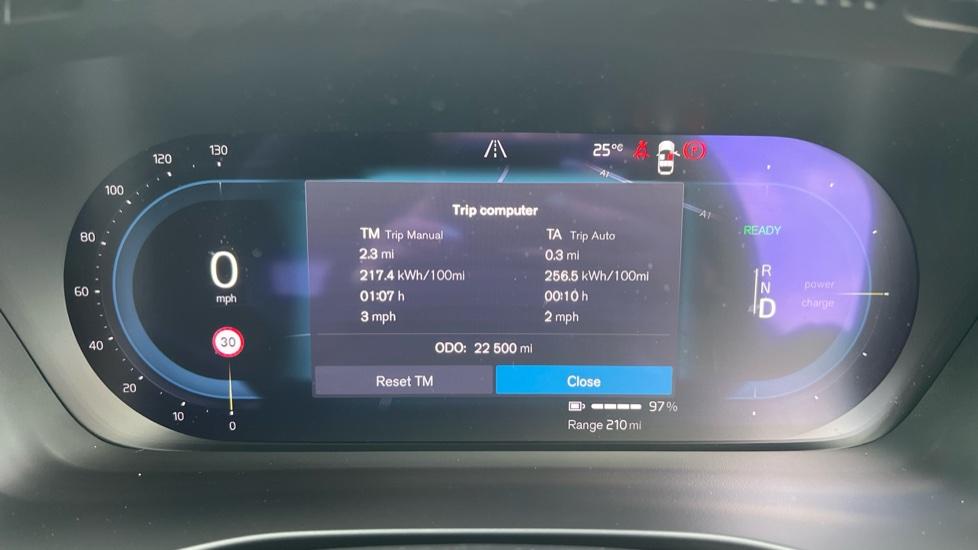 130
120
100
80
60
40
20
10
0
0
mph
30
25°C
A1
A1
Trip computer
TM Trip Manual
2.3 mi
217.4 kWh/100mi
01:07 h
3 mph
TA Trip Auto
0.3 mi
256.5 kWh/100mi
00:10 h
2 mph
ODO: 22 500 mi
Reset TM
Close
97%
Range 210 mi
READY
R
N
D
power
charge
P